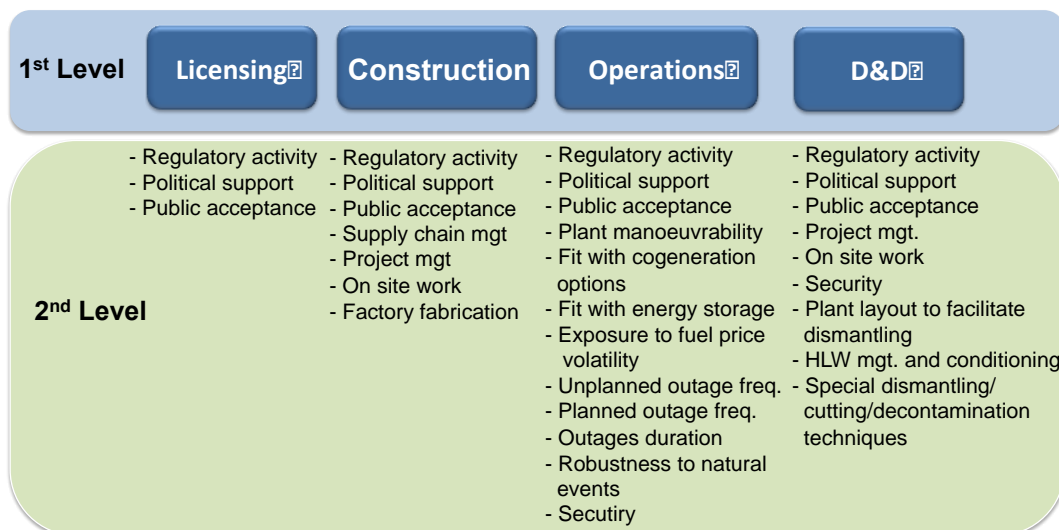 1st Level
Licensing⍰
Construction
Operations⍰
D&D⍰
2nd Level
- Regulatory activity
- Political support
- Public acceptance
- Regulatory activity
- Political support
- Public acceptance
- Supply chain mgt
- Project mgt
- On site work
- Factory fabrication
- Regulatory activity
- Political support
- Public acceptance
- Plant manoeuvrability
- Fit with cogeneration
options
- Fit with energy storage
- Exposure to fuel price
volatility
- Unplanned outage freq.
- Planned outage freq.
- Outages duration
- Robustness to natural
events
- Secutiry
- Regulatory activity
- Political support
- Public acceptance
- Project mgt.
- On site work
- Security
- Plant layout to facilitate
dismantling
- HLW mgt. and conditioning
- Special dismantling/
cutting/decontamination
techniques